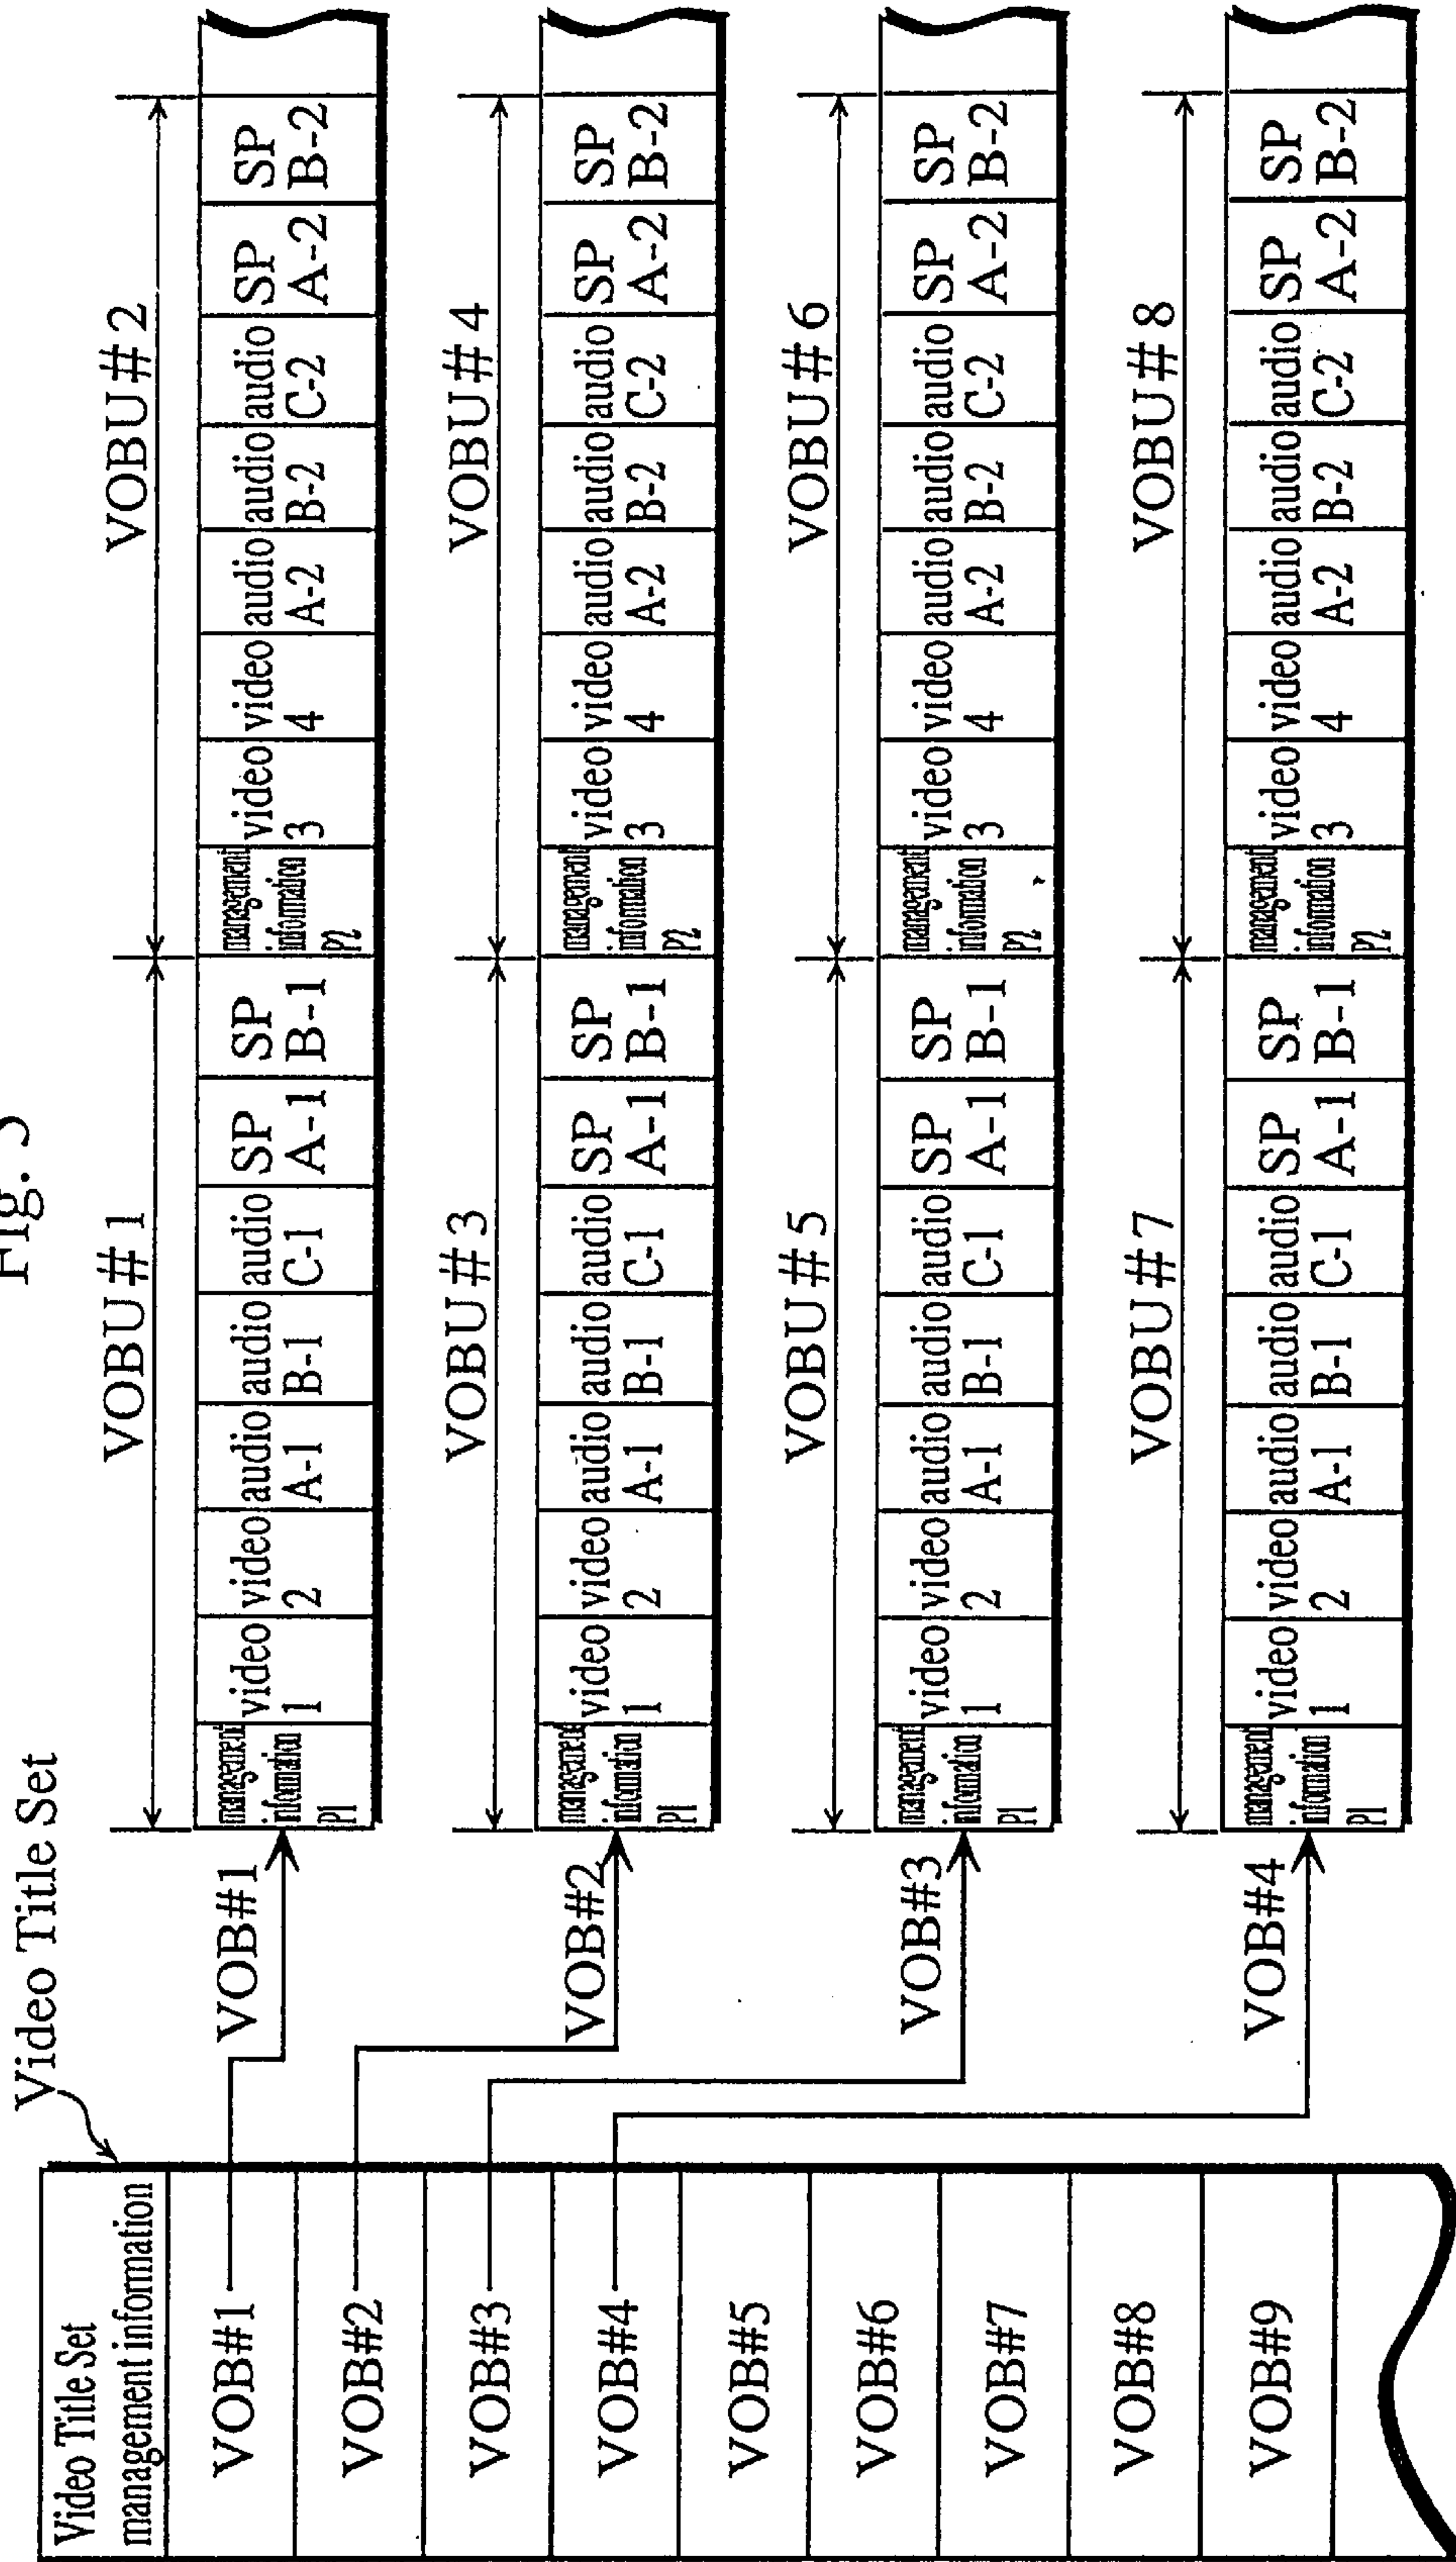 Fig.
Video Title Set
Video Title Set
management information
VOB#1
VOB#2
VOB#3
VOB#4
VOB#5
VOB#6
VOB#7
VOB#8
VOB#9
VOB#1
VOBU#1
VOBU#2
management
information
P1
video
1
video
2
audio
A-1
audio
B-1
audio
C-1
SP
A-1
SP
B-1
management
information
P2
video
3
video
4
audio
A-2
audio
B-2
audio
C-2
SP
A-2
SP
B-2
VOB#2
VOBU#3
VOBU#4
management
information
P1
video
1
video
2
audio
A-1
audio
B-1
audio
C-1
SP
A-1
SP
B-1
management
information
P2
video
3
video
4
audio
A-2
audio
B-2
audio
C-2
SP
A-2
SP
B-2
VOB#3
VOBU#5
VOBU#6
management
information
P1
video
1
video
2
audio
A-1
audio
B-1
audio
C-1
SP
A-1
SP
B-1
management
information
P2
video
3
video
4
audio
A-2
audio
B-2
audio
C-2
SP
A-2
SP
B-2
VOB#4
VOBU#7
VOBU#8
management
information
P1
video
1
video
2
audio
A-1
audio
B-1
audio
C-1
SP
A-1
SP
B-1
management
information
P2
video
3
video
4
audio
A-2
audio
B-2
audio
C-2
SP
A-2
SP
B-2